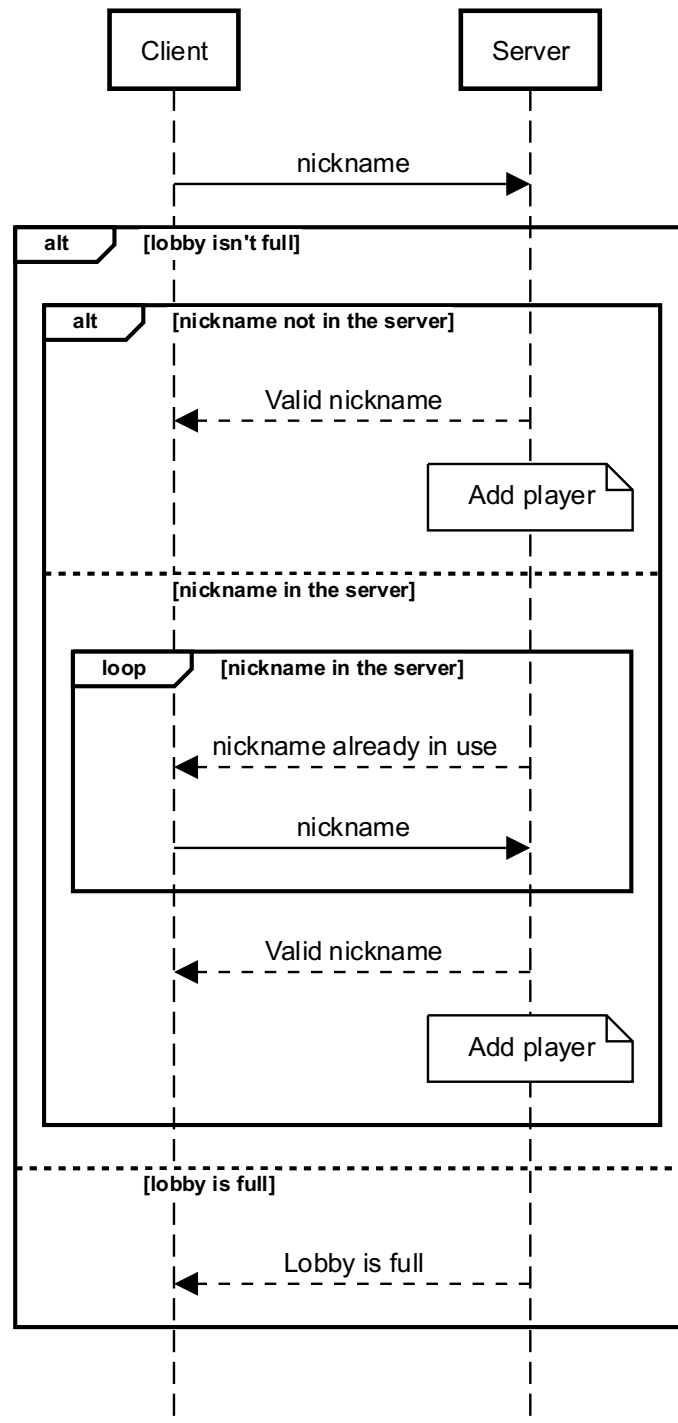 Client
Server
nickname
alt
[lobby isn't full]
alt
[nickname not in the server]
Valid nickname
Add player
[nickname in the server]
loop
[nickname in the server]
nickname already in use
nickname
Valid nickname
Add player
[lobby is full]
Lobby is full